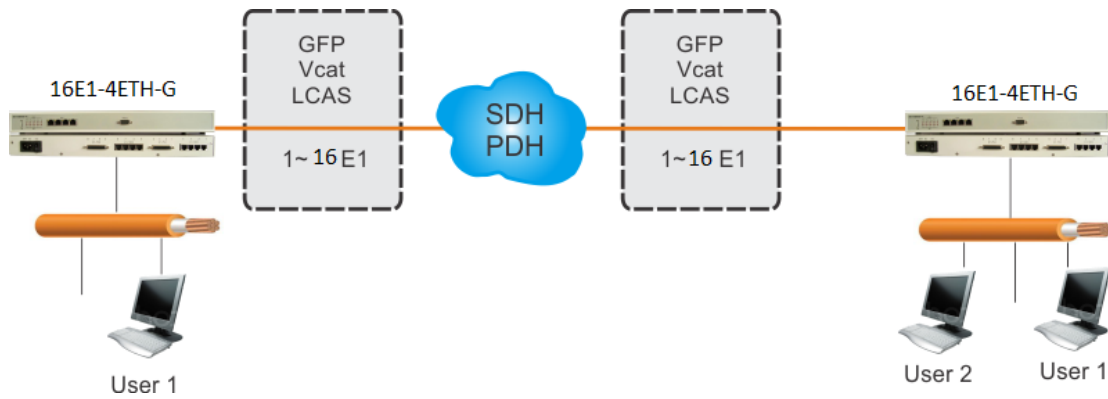 16E1-4ETH-G
GFP
Vcat
LCAS
1~ 16 E1
SDH
PDH
GFP
Vcat
LCAS
1~ 16 E1
16E1-4ETH-G
User 1
User 2
User 1